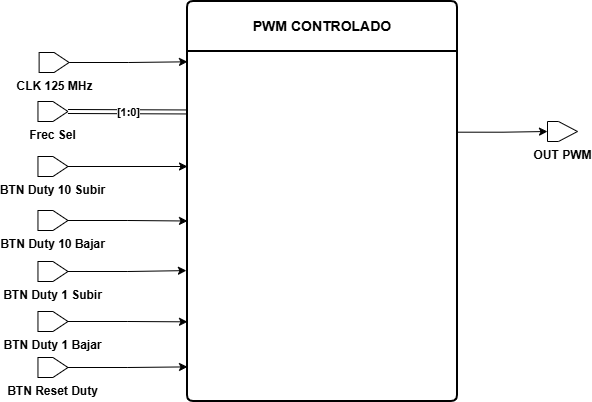 PWM CONTROLADO
CLK 125 MHz
[1:0]
Frec Sel
OUT PWM
BTN Duty 10 Subir
BTN Duty 10 Bajar
BTN Duty 1 Subir
BTN Duty 1 Bajar
BTN Reset Duty